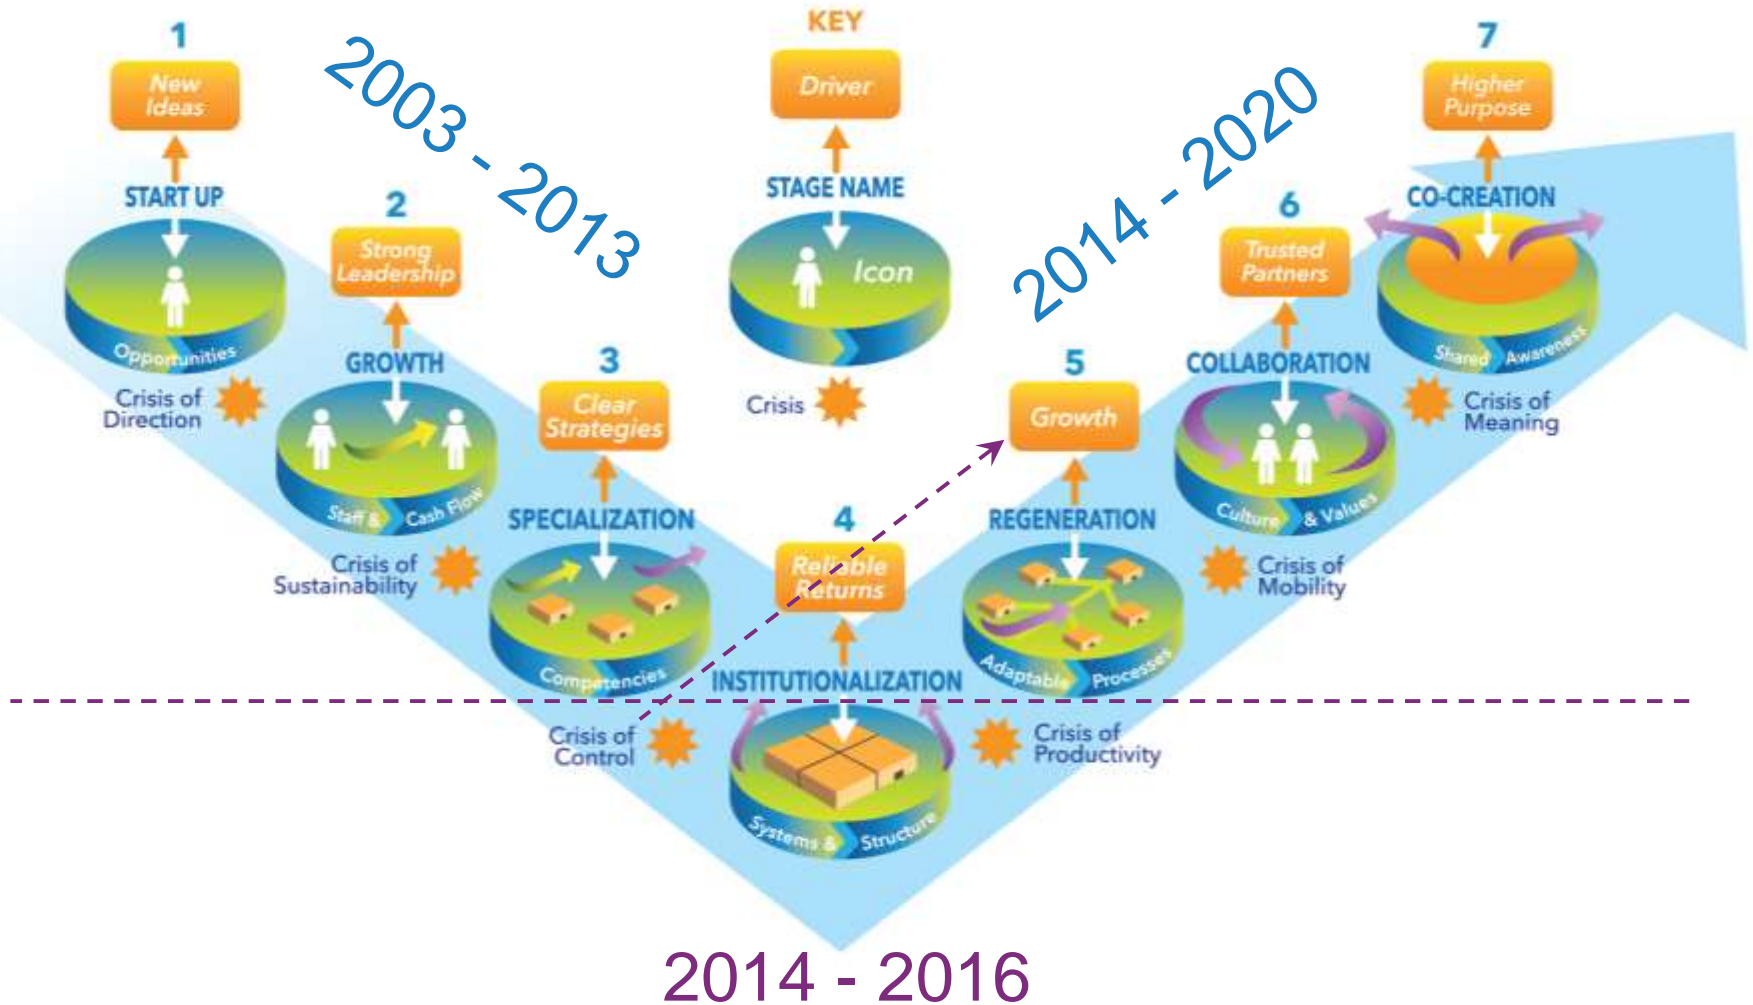 1
New
Ideas
START UP
Opportunities
Crisis of
Direction
2003 - 2013
2
Strong
Leadership
GROWTH
Staff & Cash Flow
Crisis of
Sustainability
3
Clear
Strategies
SPECIALIZATION
Competencies
Crisis of
Control
KEY
Driver
STAGE NAME
Icon
Crisis
4
Reliable
Returns
INSTITUTIONALIZATION
Systems & Structure
Crisis of
Productivity
2014 - 2016
5
Growth
REGENERATION
Adaptable Processes
Crisis of
Mobility
2014 - 2020
6
Trusted
Partners
COLLABORATION
Culture & Values
Crisis of
Meaning
7
Higher
Purpose
CO-CREATION
Shared Awareness